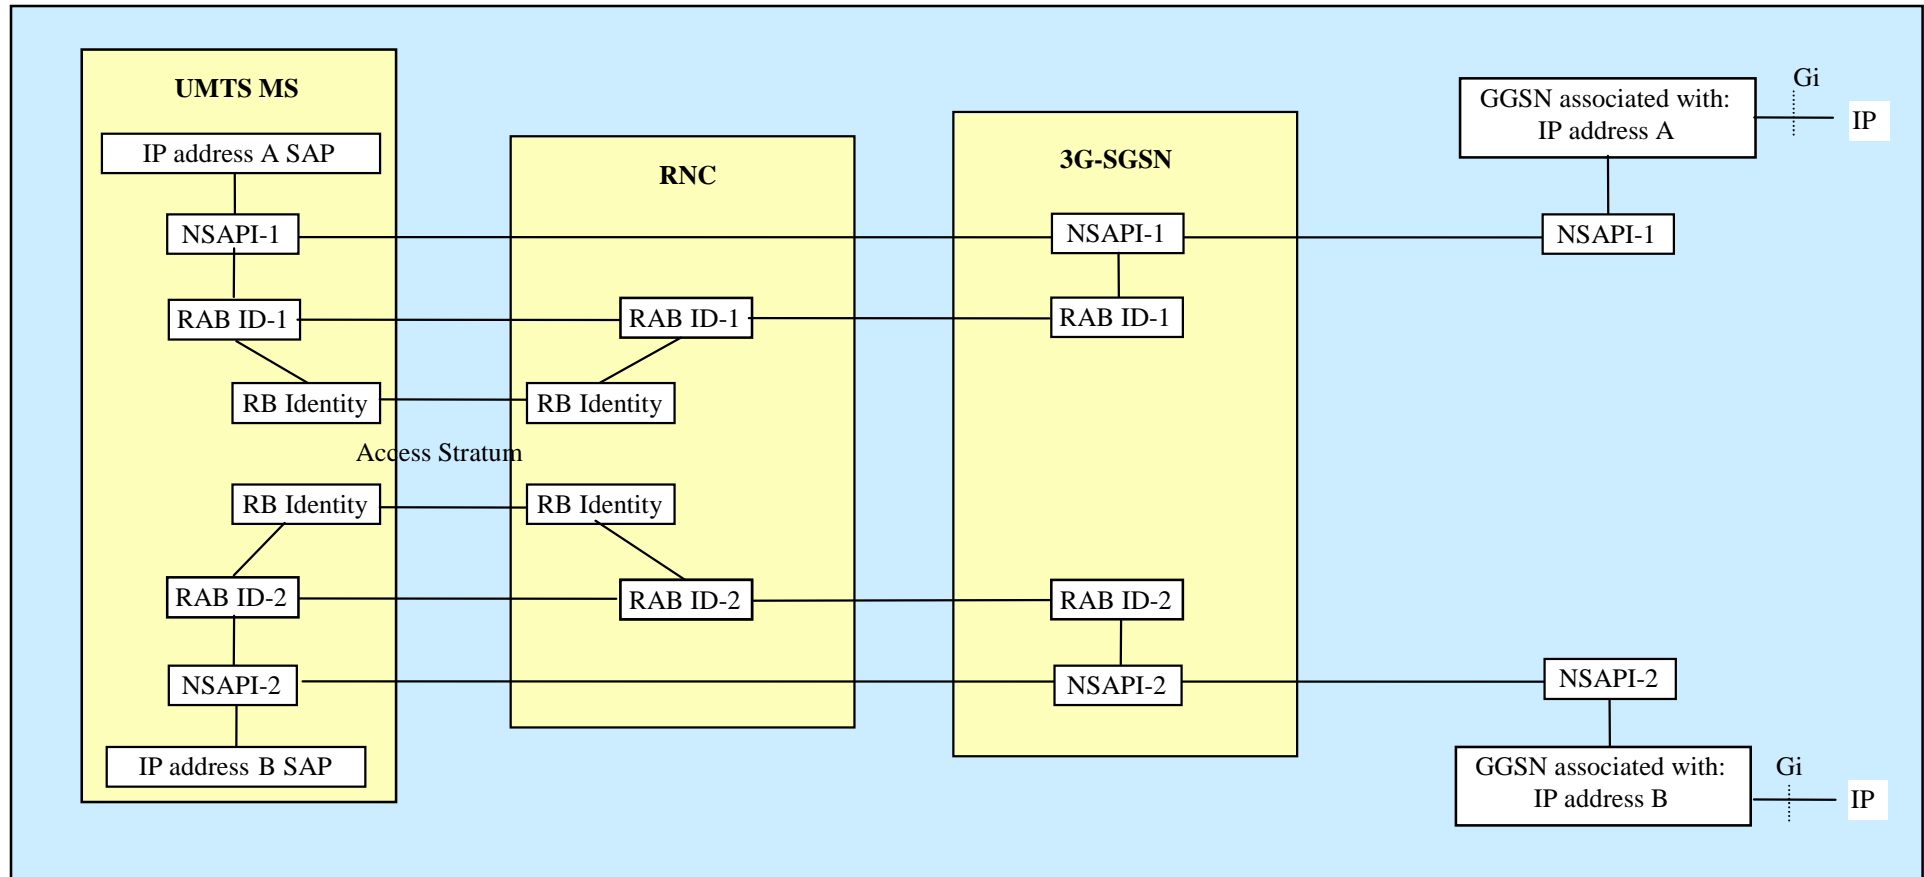 UMTS MS
IP address A SAP
NSAPI-1
RAB ID-1
RB Identity
Access Stratum
RB Identity
RAB ID-2
NSAPI-2
IP address B SAP
RNC
RAB ID-1
RB Identity
RB Identity
RAB ID-2
3G-SGSN
NSAPI-1
RAB ID-1
RAB ID-2
NSAPI-2
GGSN associated with:
IP address A
Gi
IP
NSAPI-1
NSAPI-2
GGSN associated with:
IP address B
Gi
IP